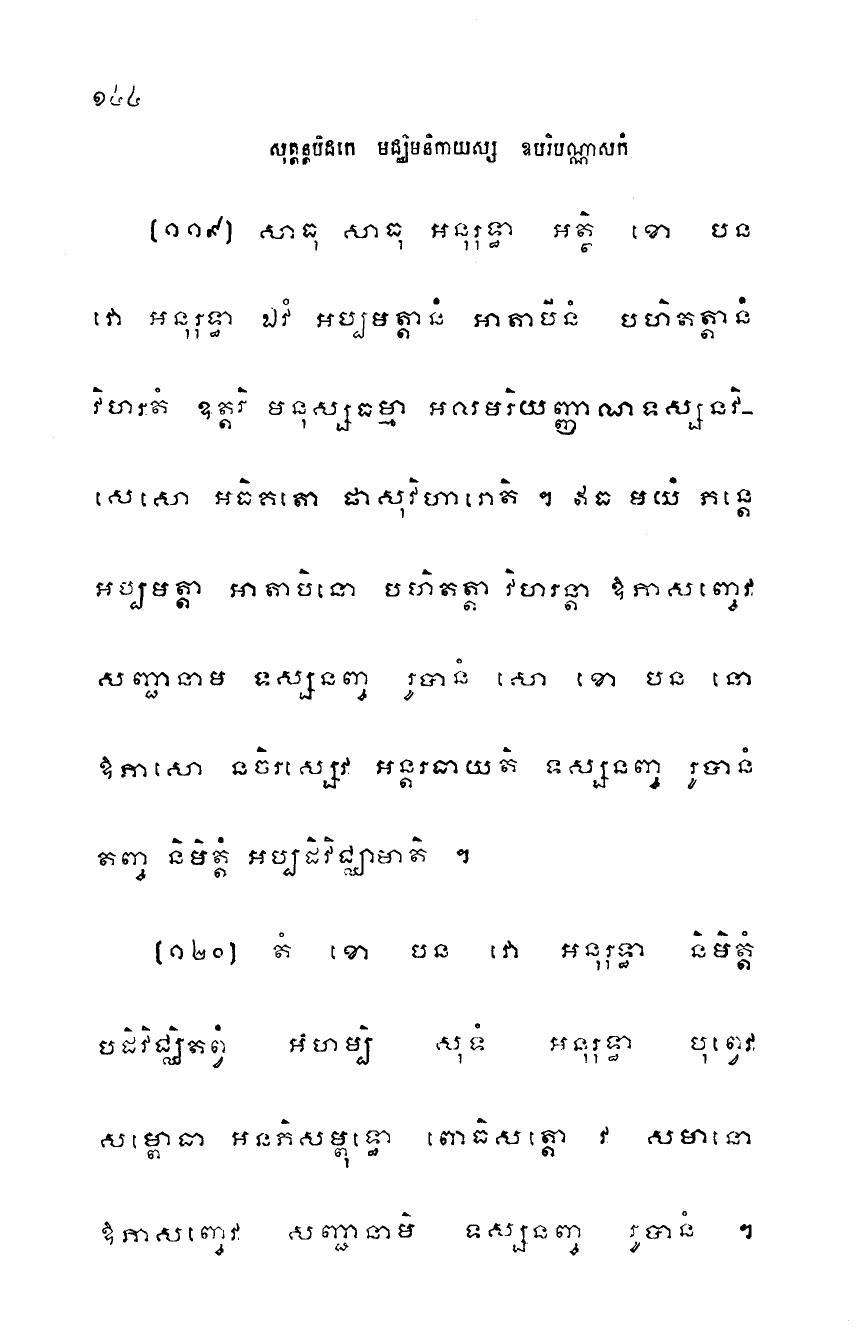 ១៤៤
សុត្តន្តបិដកេ មជ្ឈិមនិកាយស្ស ឧបរិបណ្ណាសកំ
(១១៩) សាធុ សាធុ អនុរុទ្ធា អត្ថិ ខោ បន
វោ អនុរុទ្ធា ឯវំ អប្បមត្តានំ អាតាបីនំ បហិតត្តានំ
វិហរតំ ឧត្តរិ មនុស្សធម្មា អលមរិយញ្ញាណទស្សនវិ-
សេសោ អធិគតោ ផាសុវិហារោតិ ។ ឥធ មយំ ភន្តេ
អប្បមត្តា អាតាបិនោ បហិតត្តា វិហរន្តា ឱភាសញ្ចេវ
សញ្ជានាម ទស្សនញ្ច រូបានំ សោ ខោ បន នោ
ឱភាសោ នចិរស្សេវ អន្តរធាយតិ ទស្សនញ្ច រូបានំ
តញ្ច និមិត្តំ អប្បដិវិជ្ឈាមាតិ ។
(១២០) តំ ខោ បន វោ អនុរុទ្ធា និមិត្តំ
បដិវិជ្ឈិតព្វំ អហម្បិ សុទំ អនុរុទ្ធា បុព្វេវ
សម្ពោធា អនភិសម្ពុទ្ធោ ពោធិសត្តោ វ សមានោ
ឱភាសញ្ចេវ សញ្ជានាមិ ទស្សនញ្ច រូបានំ ។